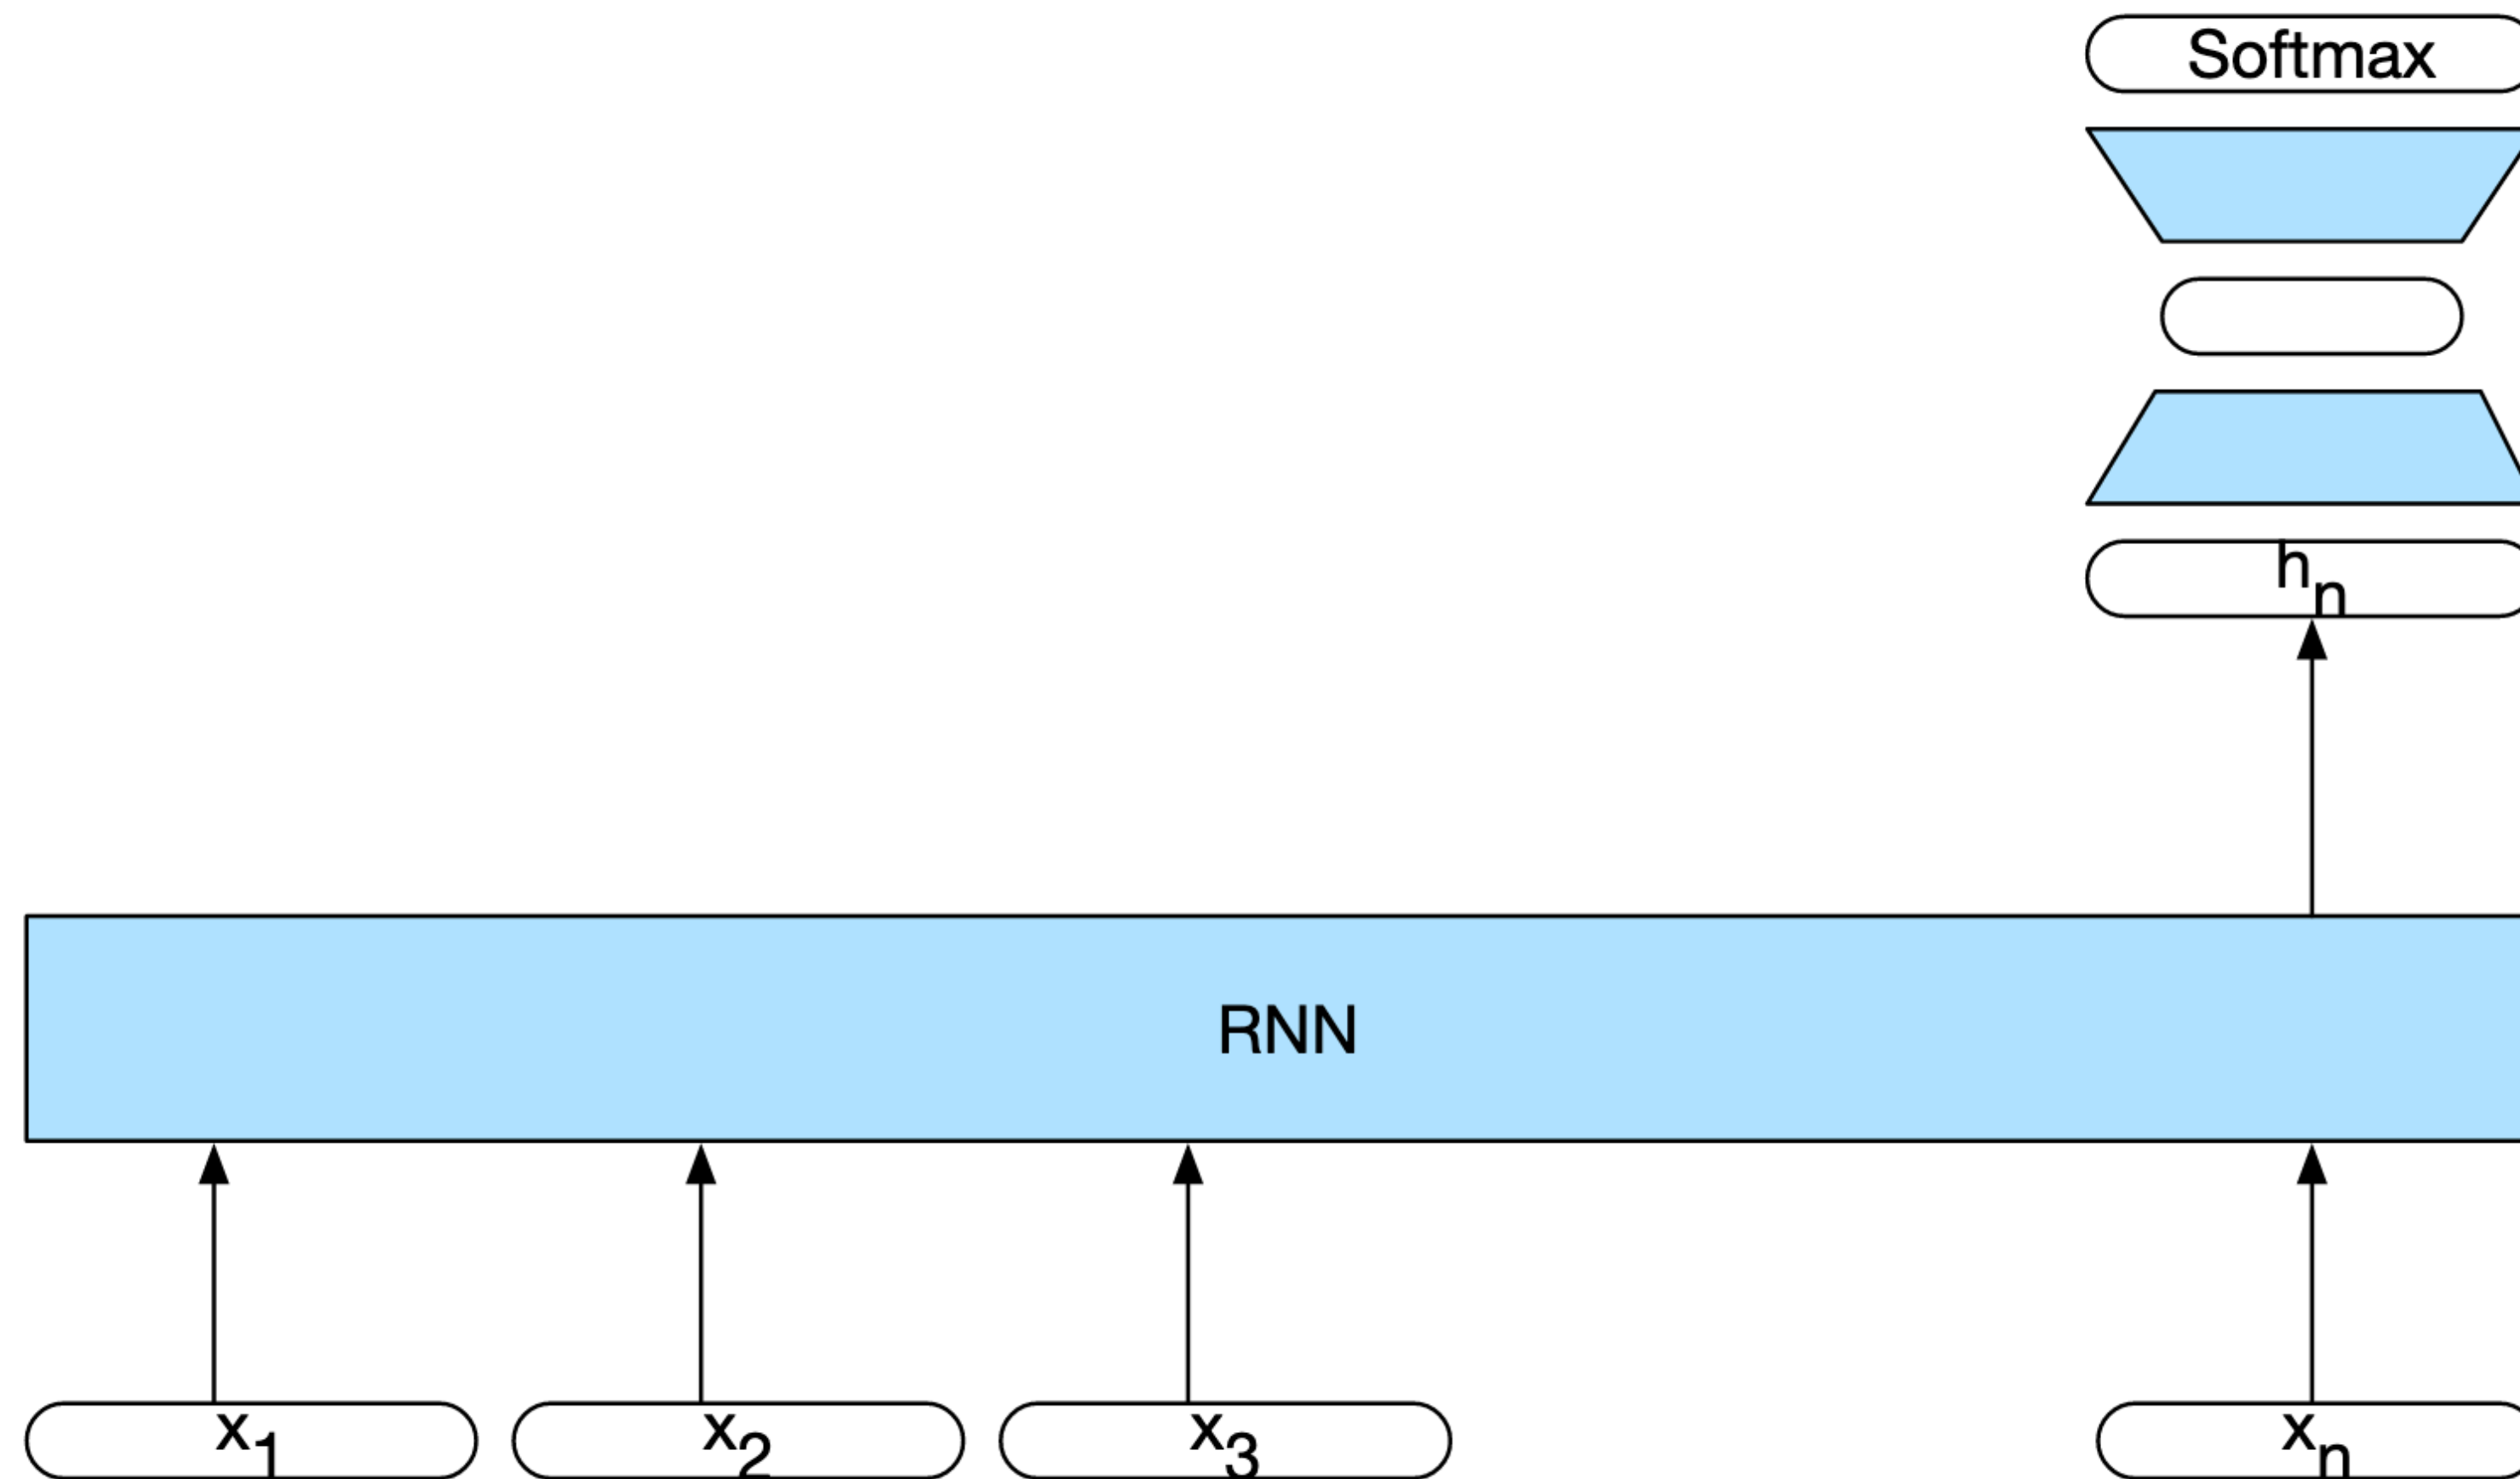 Softmax
hₙ
RNN
x₁ x₂ x₃ xₙ